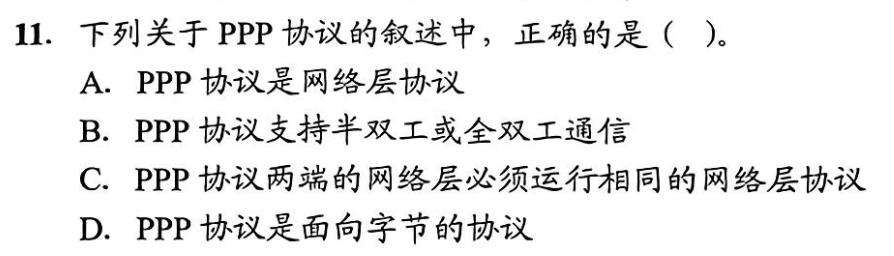 11. 下列关于 PPP 协议的叙述中，正确的是（ ）。
A. PPP 协议是网络层协议
B. PPP 协议支持半双工或全双工通信
C. PPP 协议两端的网络层必须运行相同的网络层协议
D. PPP 协议是面向字节的协议